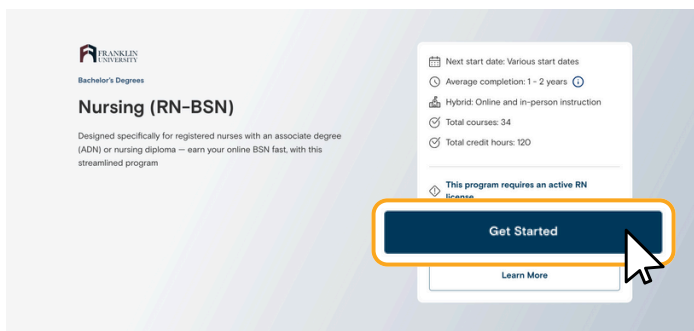 FRANKLIN
UNIVERSITY
Bachelor's Degrees
Nursing (RN-BSN)
Designed specifically for registered nurses with an associate degree
(ADN) or nursing diploma — earn your online BSN fast, with this
streamlined program
Next start date: Various start dates
Average completion: 1 - 2 years
Hybrid: Online and in-person instruction
Total courses: 34
Total credit hours: 120
This program requires an active RN
license
Get Started
Learn More